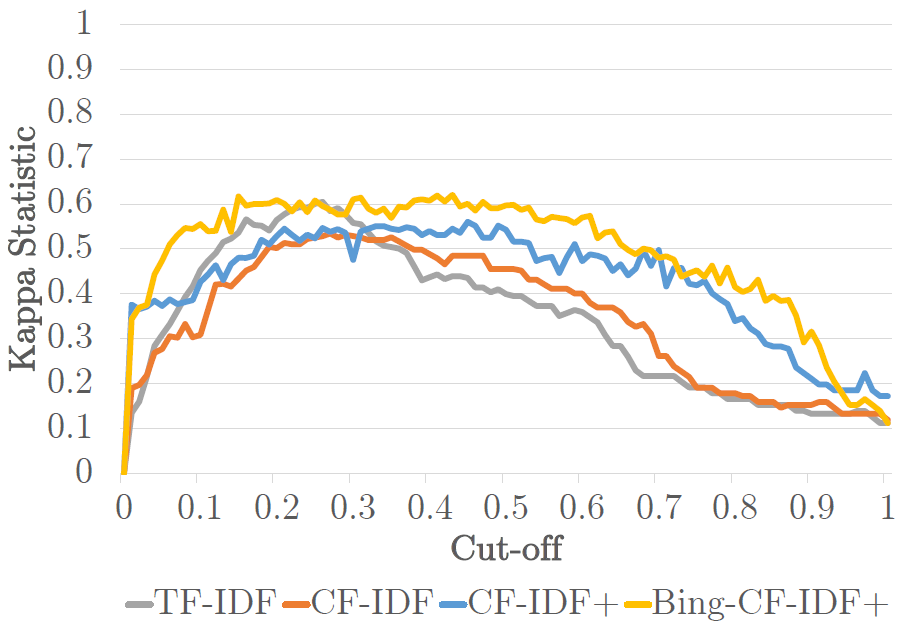 1
0.9
0.8
0.7
0.6
0.5
0.4
0.3
0.2
0.1
0
Kappa Statistic
0 0.1 0.2 0.3 0.4 0.5 0.6 0.7 0.8 0.9 1
Cut-off
TF-IDF CF-IDF CF-IDF+ Bing-CF-IDF+